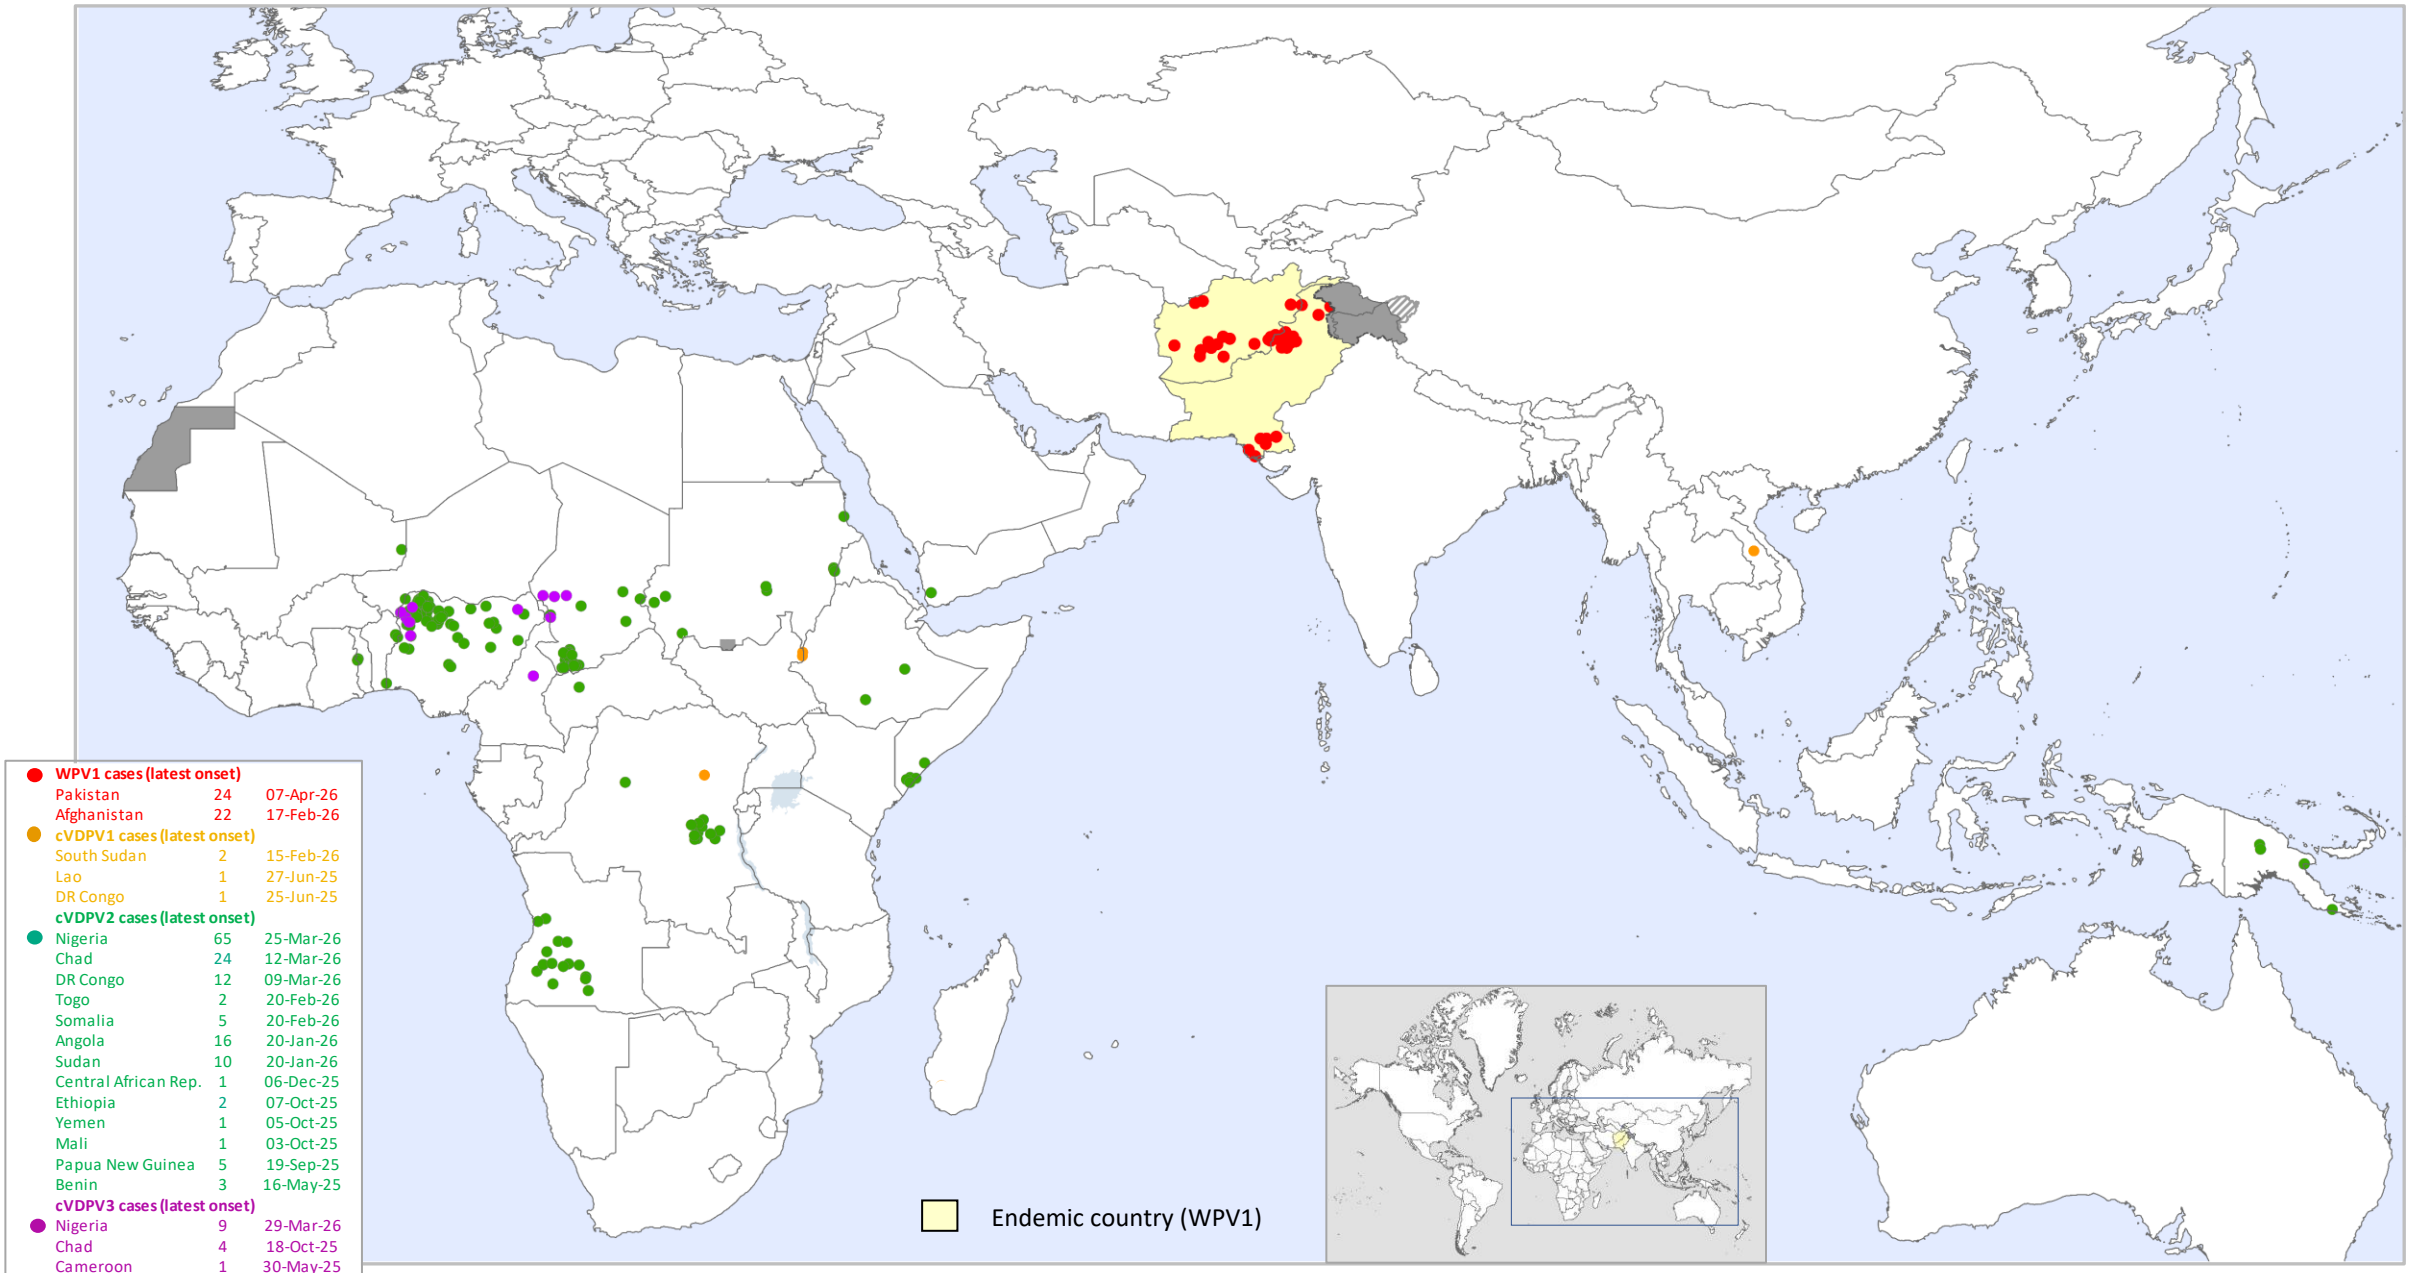 WPV1 cases (latest onset)
Pakistan 24 07-Apr-26
Afghanistan 22 17-Feb-26
cVDPV1 cases (latest onset)
South Sudan 2 15-Feb-26
Lao 1 27-Jun-25
DR Congo 1 25-Jun-25
cVDPV2 cases (latest onset)
Nigeria 65 25-Mar-26
Chad 24 12-Mar-26
DR Congo 12 09-Mar-26
Togo 2 20-Feb-26
Somalia 5 20-Feb-26
Angola 16 20-Jan-26
Sudan 10 20-Jan-26
Central African Rep. 1 06-Dec-25
Ethiopia 2 07-Oct-25
Yemen 1 05-Oct-25
Mali 1 03-Oct-25
Papua New Guinea 5 19-Sep-25
Benin 3 16-May-25
cVDPV3 cases (latest onset)
Nigeria 9 29-Mar-26
Chad 4 18-Oct-25
Cameroon 1 30-May-25
Endemic country (WPV1)